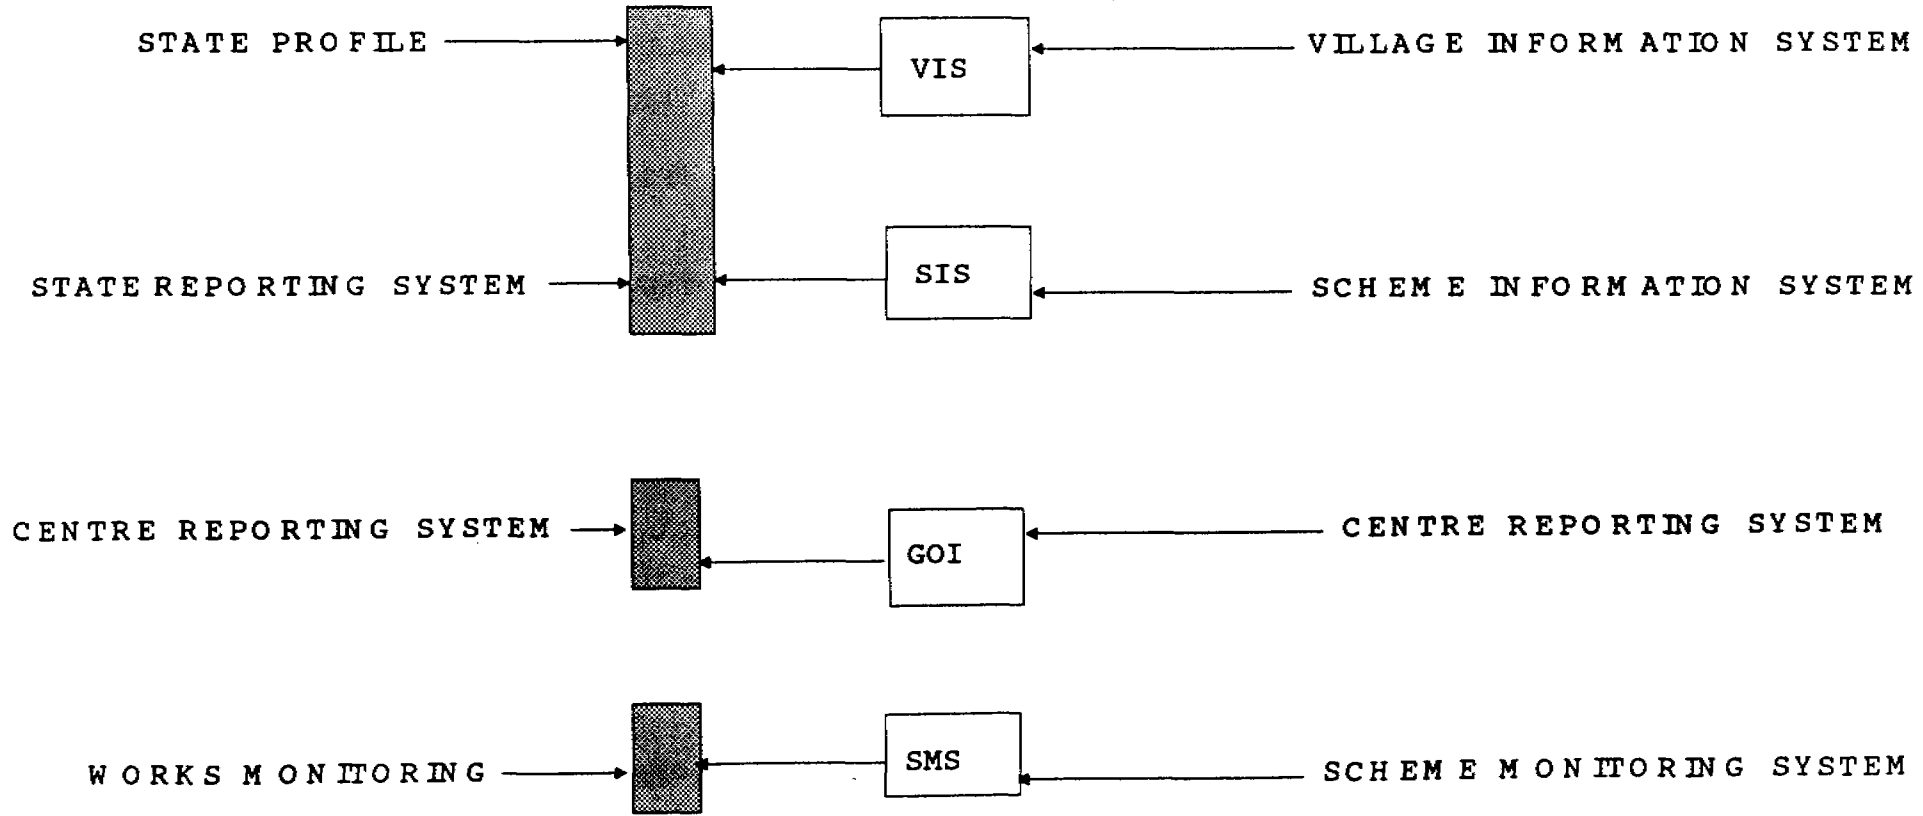 STATE PROFILE
VIS
VILLAGE INFORMATION SYSTEM
STATE REPORTING SYSTEM
SIS
SCHEME INFORMATION SYSTEM
CENTRE REPORTING SYSTEM
GOI
CENTRE REPORTING SYSTEM
WORKS MONITORING
SMS
SCHEME MONITORING SYSTEM